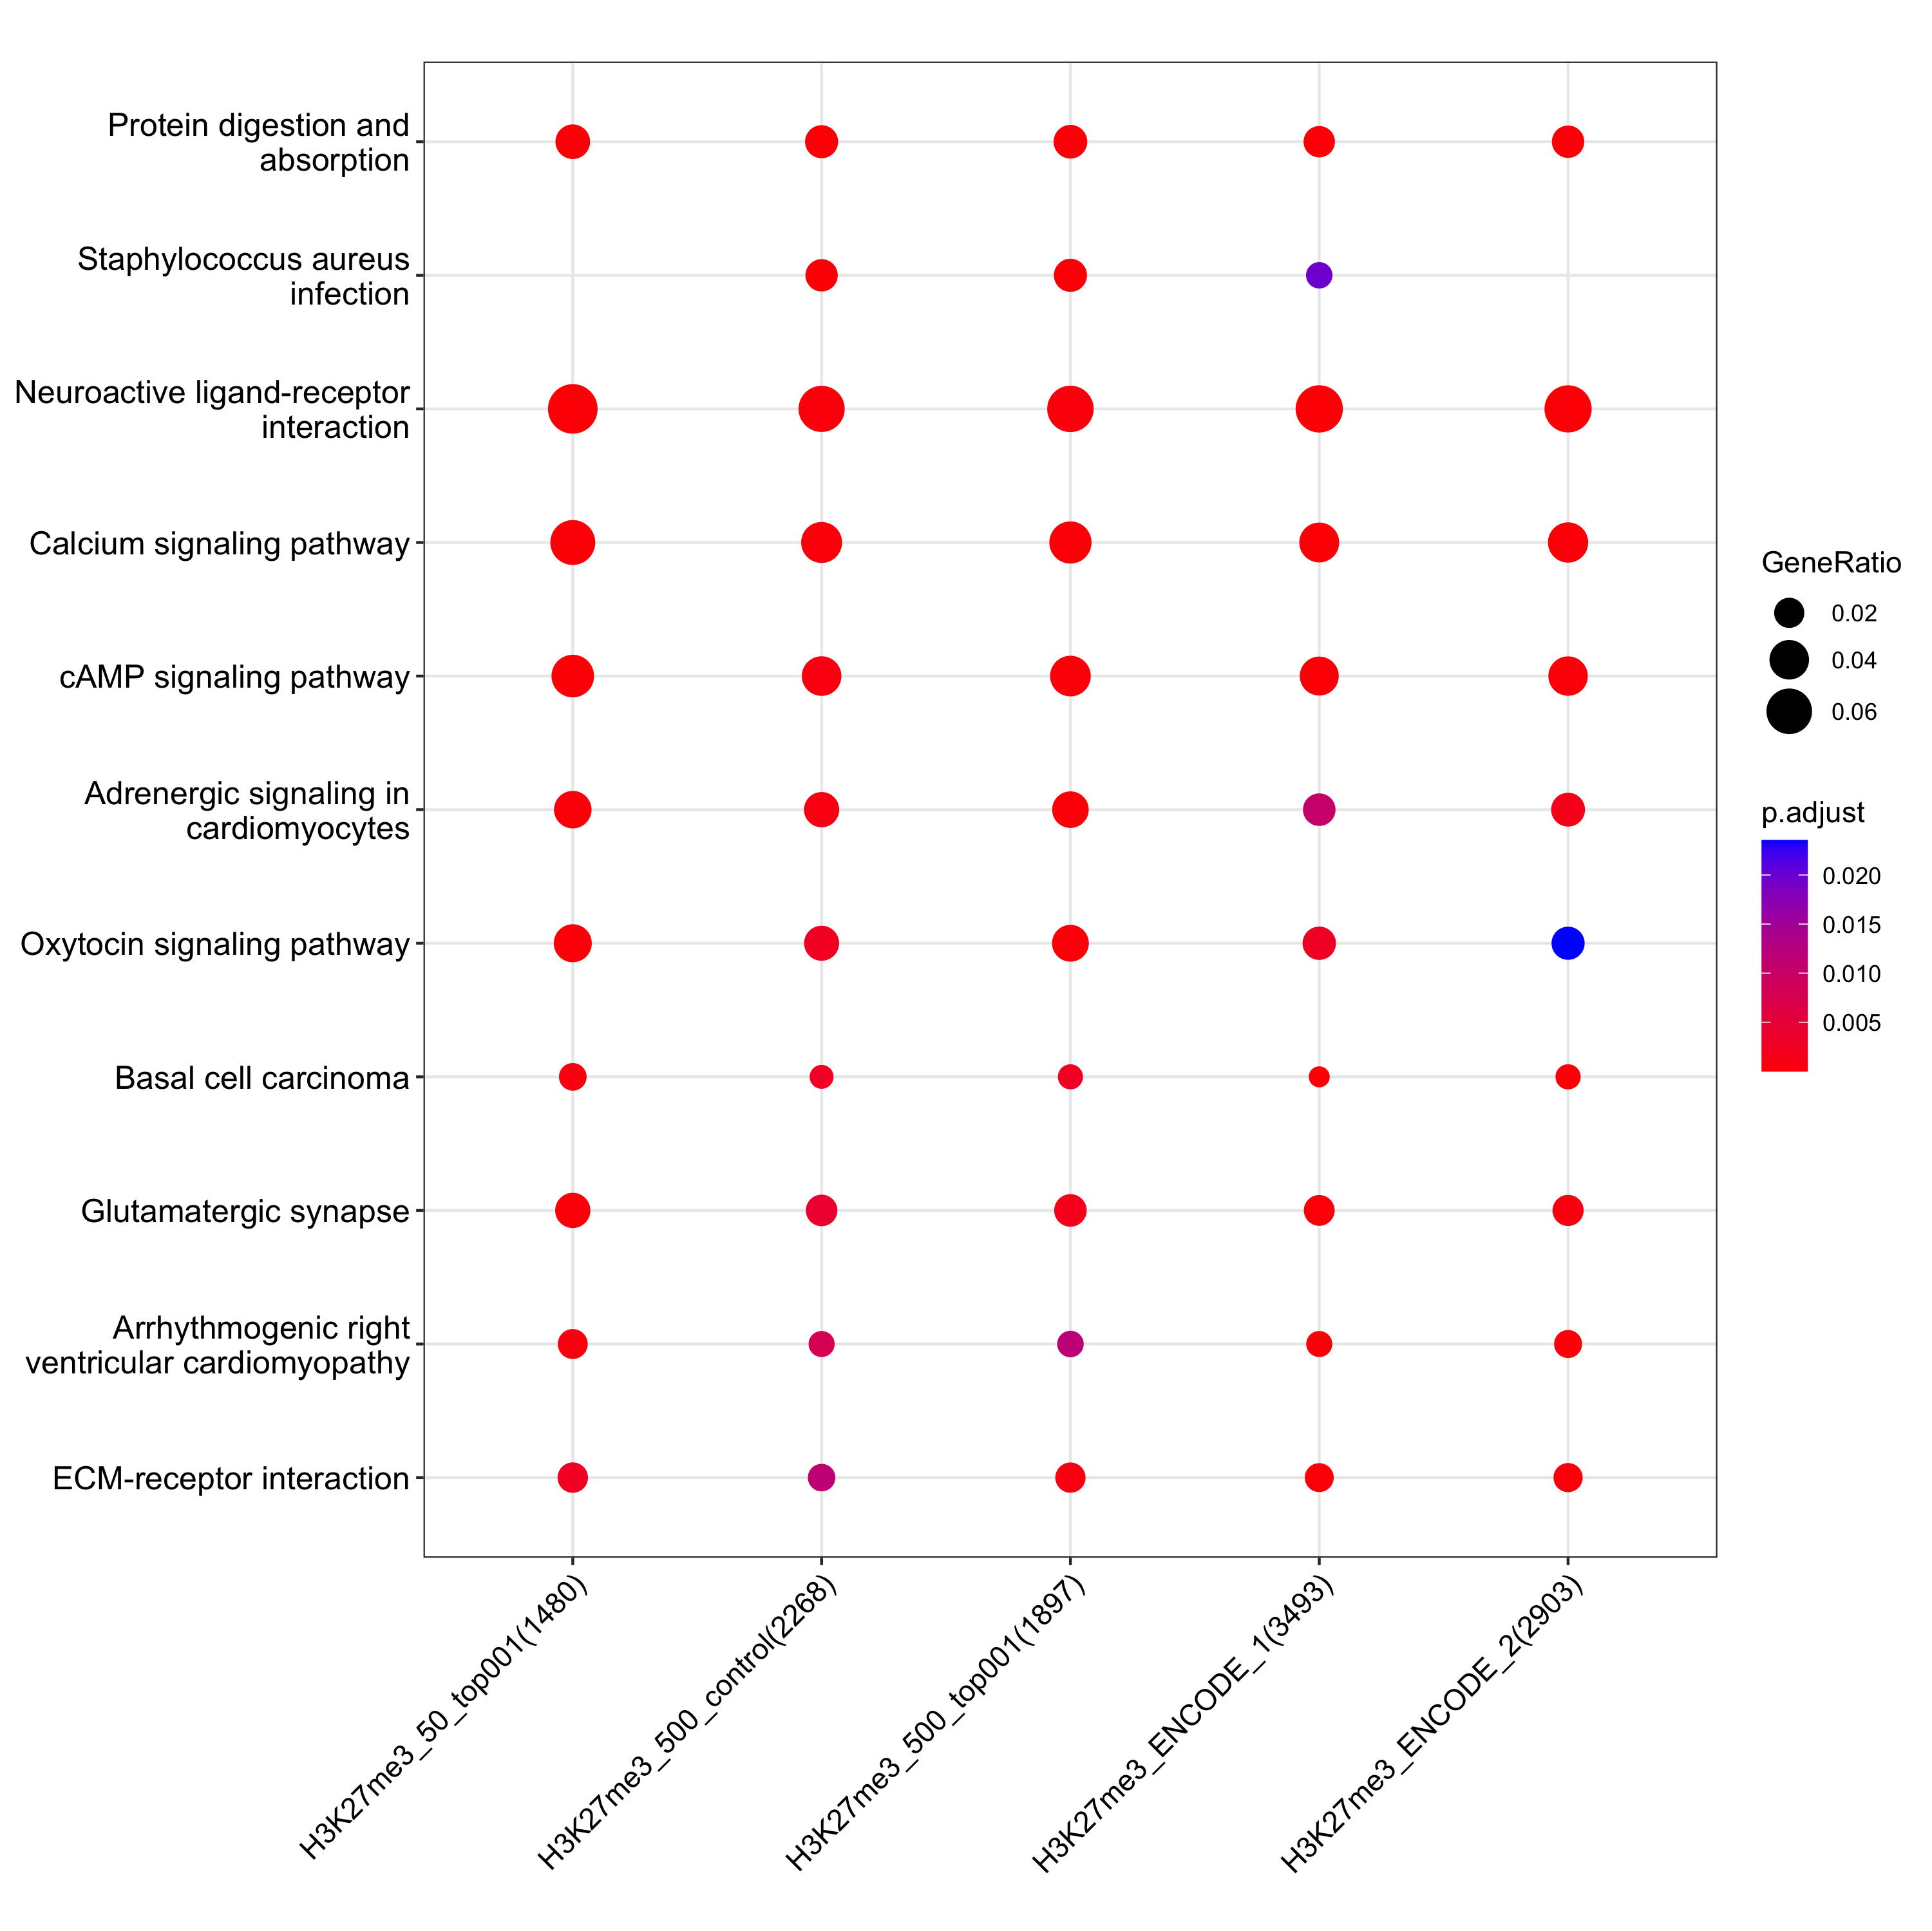 Protein digestion and
absorption
Staphylococcus aureus
infection
Neuroactive ligand-receptor
interaction
Calcium signaling pathway
cAMP signaling pathway
Adrenergic signaling in
cardiomyocytes
Oxytocin signaling pathway
Basal cell carcinoma
Glutamatergic synapse
Arrhythmogenic right
ventricular cardiomyopathy
ECM-receptor interaction
H3K27me3_50_top001(1480)
H3K27me3_500_control(2268)
H3K27me3_500_top001(1897)
H3K27me3_ENCODE_1(3493)
H3K27me3_ENCODE_2(2903)
GeneRatio
0.02
0.04
0.06
p.adjust
0.020
0.015
0.010
0.005